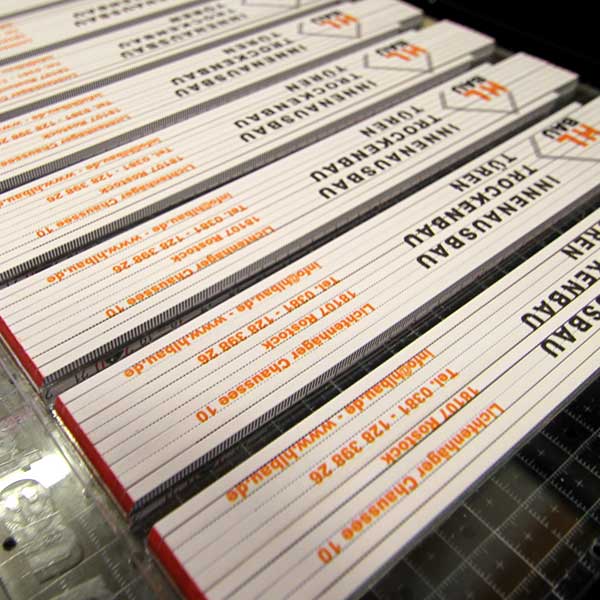 HL
BAU
INNENAUSBAU
TROCKENBAU
TÜREN
Lichtenhäger Chaussee 10
18107 Rostock
Tel. 0381 - 128 398 26
info@hlbau.de - www.hlbau.de